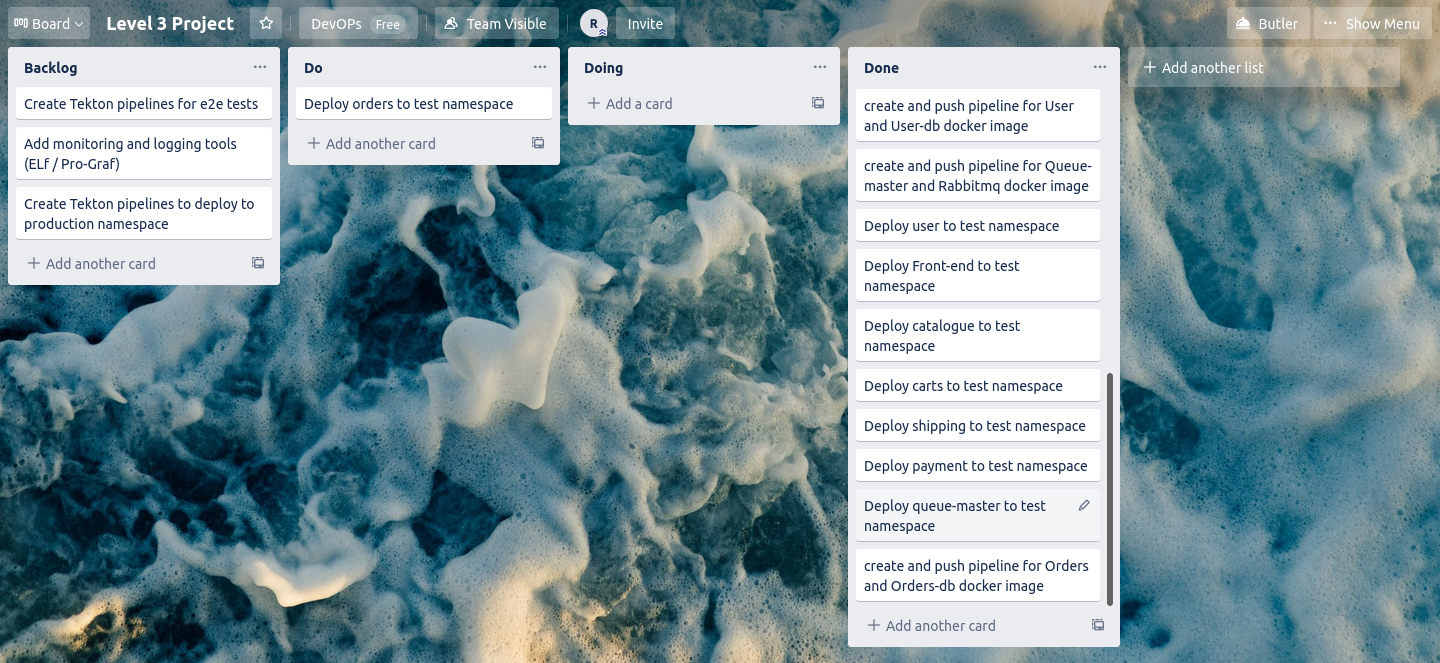 Board Level 3 Project DevOPs Free Team Visible R Invite Butler ... Show Menu
Backlog
Create Tekton pipelines for e2e tests
Add monitoring and logging tools
(ELf / Pro-Graf)
Create Tekton pipelines to deploy to
production namespace
+ Add another card
Do
Deploy orders to test namespace
+ Add another card
Doing
+ Add a card
Done
create and push pipeline for User
and User-db docker image
create and push pipeline for Queue-
master and Rabbitmq docker image
Deploy user to test namespace
Deploy Front-end to test
namespace
Deploy catalogue to test
namespace
Deploy carts to test namespace
Deploy shipping to test namespace
Deploy payment to test namespace
Deploy queue-master to test
namespace
create and push pipeline for Orders
and Orders-db docker image
+ Add another card
+ Add another list